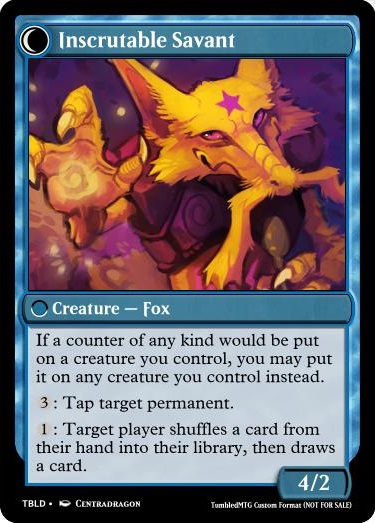 Inscrutable Savant
Creature — Fox
If a counter of any kind would be put
on a creature you control, you may put
it on any creature you control instead.
3 : Tap target permanent.
1 : Target player shuffles a card from
their hand into their library, then draws
a card.
4/2
TBLD • Centradragon
TumbledMTG Custom Format (NOT FOR SALE)